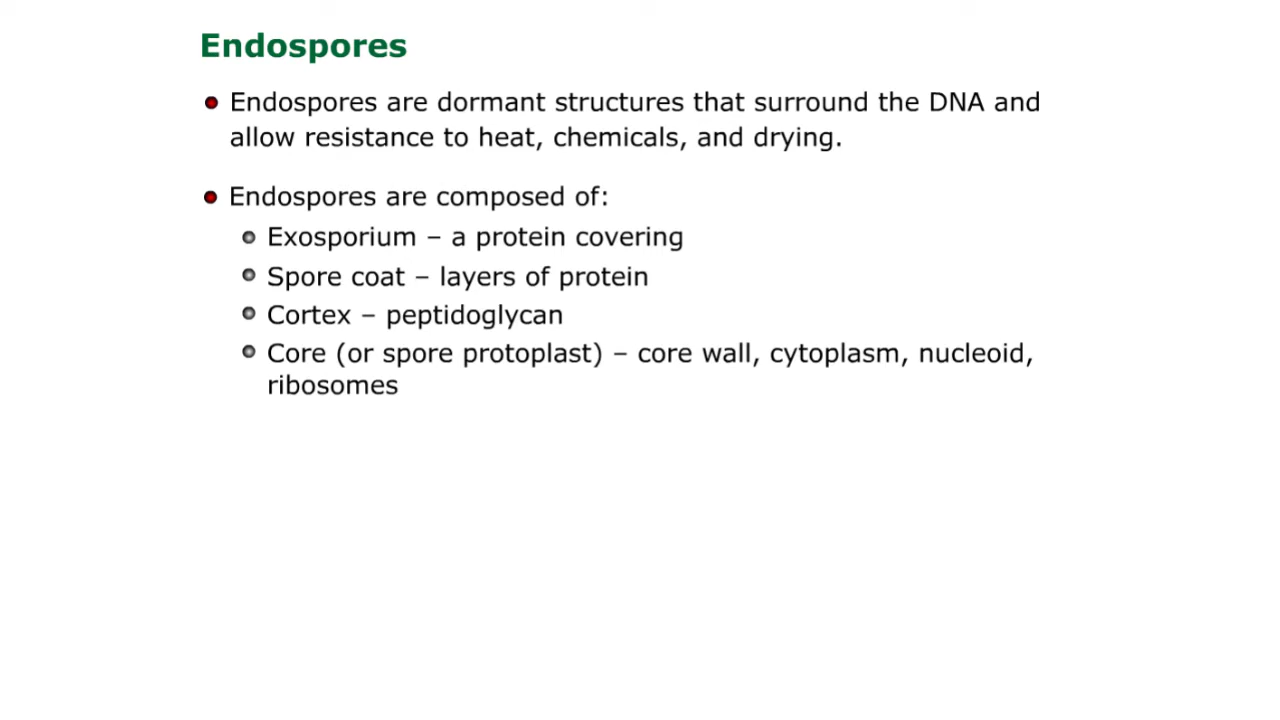 Endospores
Endospores are dormant structures that surround the DNA and
allow resistance to heat, chemicals, and drying.
Endospores are composed of:
Exosporium – a protein covering
Spore coat – layers of protein
Cortex – peptidoglycan
Core (or spore protoplast) – core wall, cytoplasm, nucleoid,
ribosomes